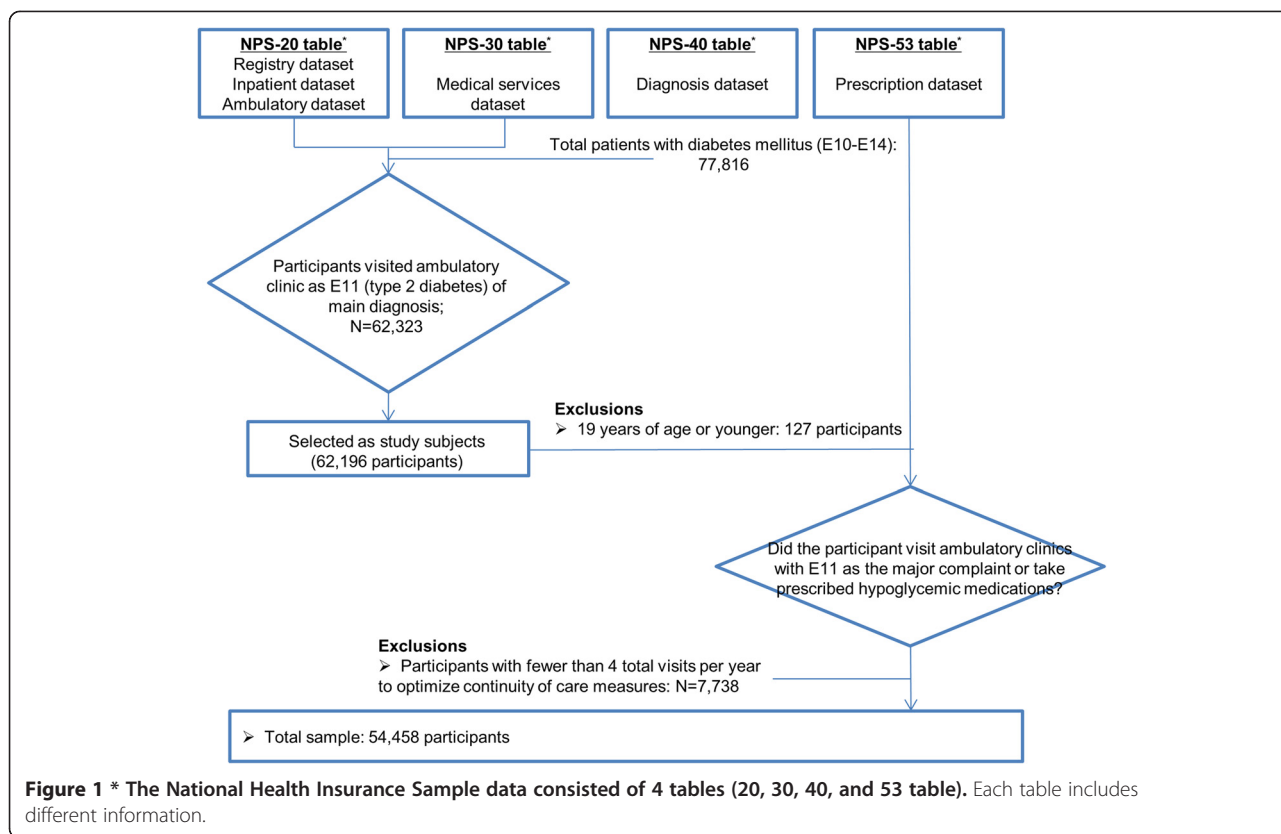 NPS-20 table*
Registry dataset
Inpatient dataset
Ambulatory dataset
NPS-30 table*
Medical services
dataset
NPS-40 table*
Diagnosis dataset
NPS-53 table*
Prescription dataset
Total patients with diabetes mellitus (E10-E14):
77,816
Participants visited ambulatory
clinic as E11 (type 2 diabetes) of
main diagnosis;
N=62,323
Exclusions
➢ 19 years of age or younger: 127 participants
Selected as study subjects
(62,196 participants)
Did the participant visit ambulatory clinics
with E11 as the major complaint or take
prescribed hypoglycemic medications?
Exclusions
➢ Participants with fewer than 4 total visits per year
to optimize continuity of care measures: N=7,738
➢ Total sample: 54,458 participants
Figure 1 * The National Health Insurance Sample data consisted of 4 tables (20, 30, 40, and 53 table). Each table includes
different information.